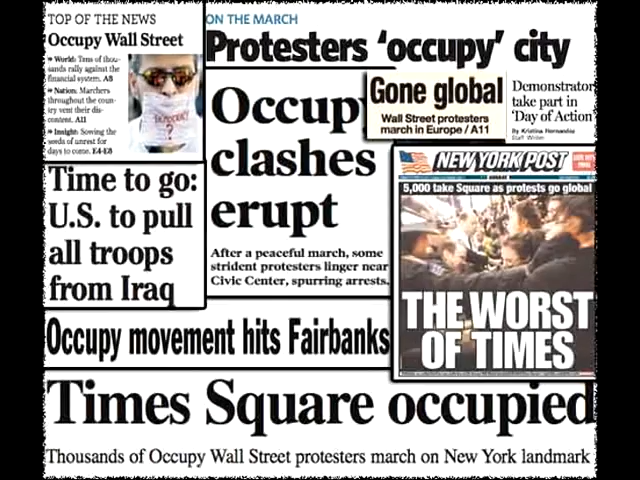 TOP OF THE NEWS
Occupy Wall Street
» World: Tens of thou-
sands rally against the
financial system. A3
» Nation: Marchers
throughout the coun-
try vent their dis-
content. A11
» Insight: Sowing the
seeds of unrest for
days to come. E4-E8
DEMOCRACY
?
ON THE MARCH
Protesters ‘occupy’ city
Occupy
clashes
erupt
After a peaceful march, some
strident protesters linger near
Civic Center, spurring arrests.
Gone global
Wall Street protesters
march in Europe / A11
Demonstrator
take part in
‘Day of Action’
By Kristina Hernandez
Staff Writer
Time to go:
U.S. to pull
all troops
from Iraq
NEW YORK POST
5,000 take Square as protests go global
THE WORST
OF TIMES
Occupy movement hits Fairbanks
Times Square occupied
Thousands of Occupy Wall Street protesters march on New York landmark